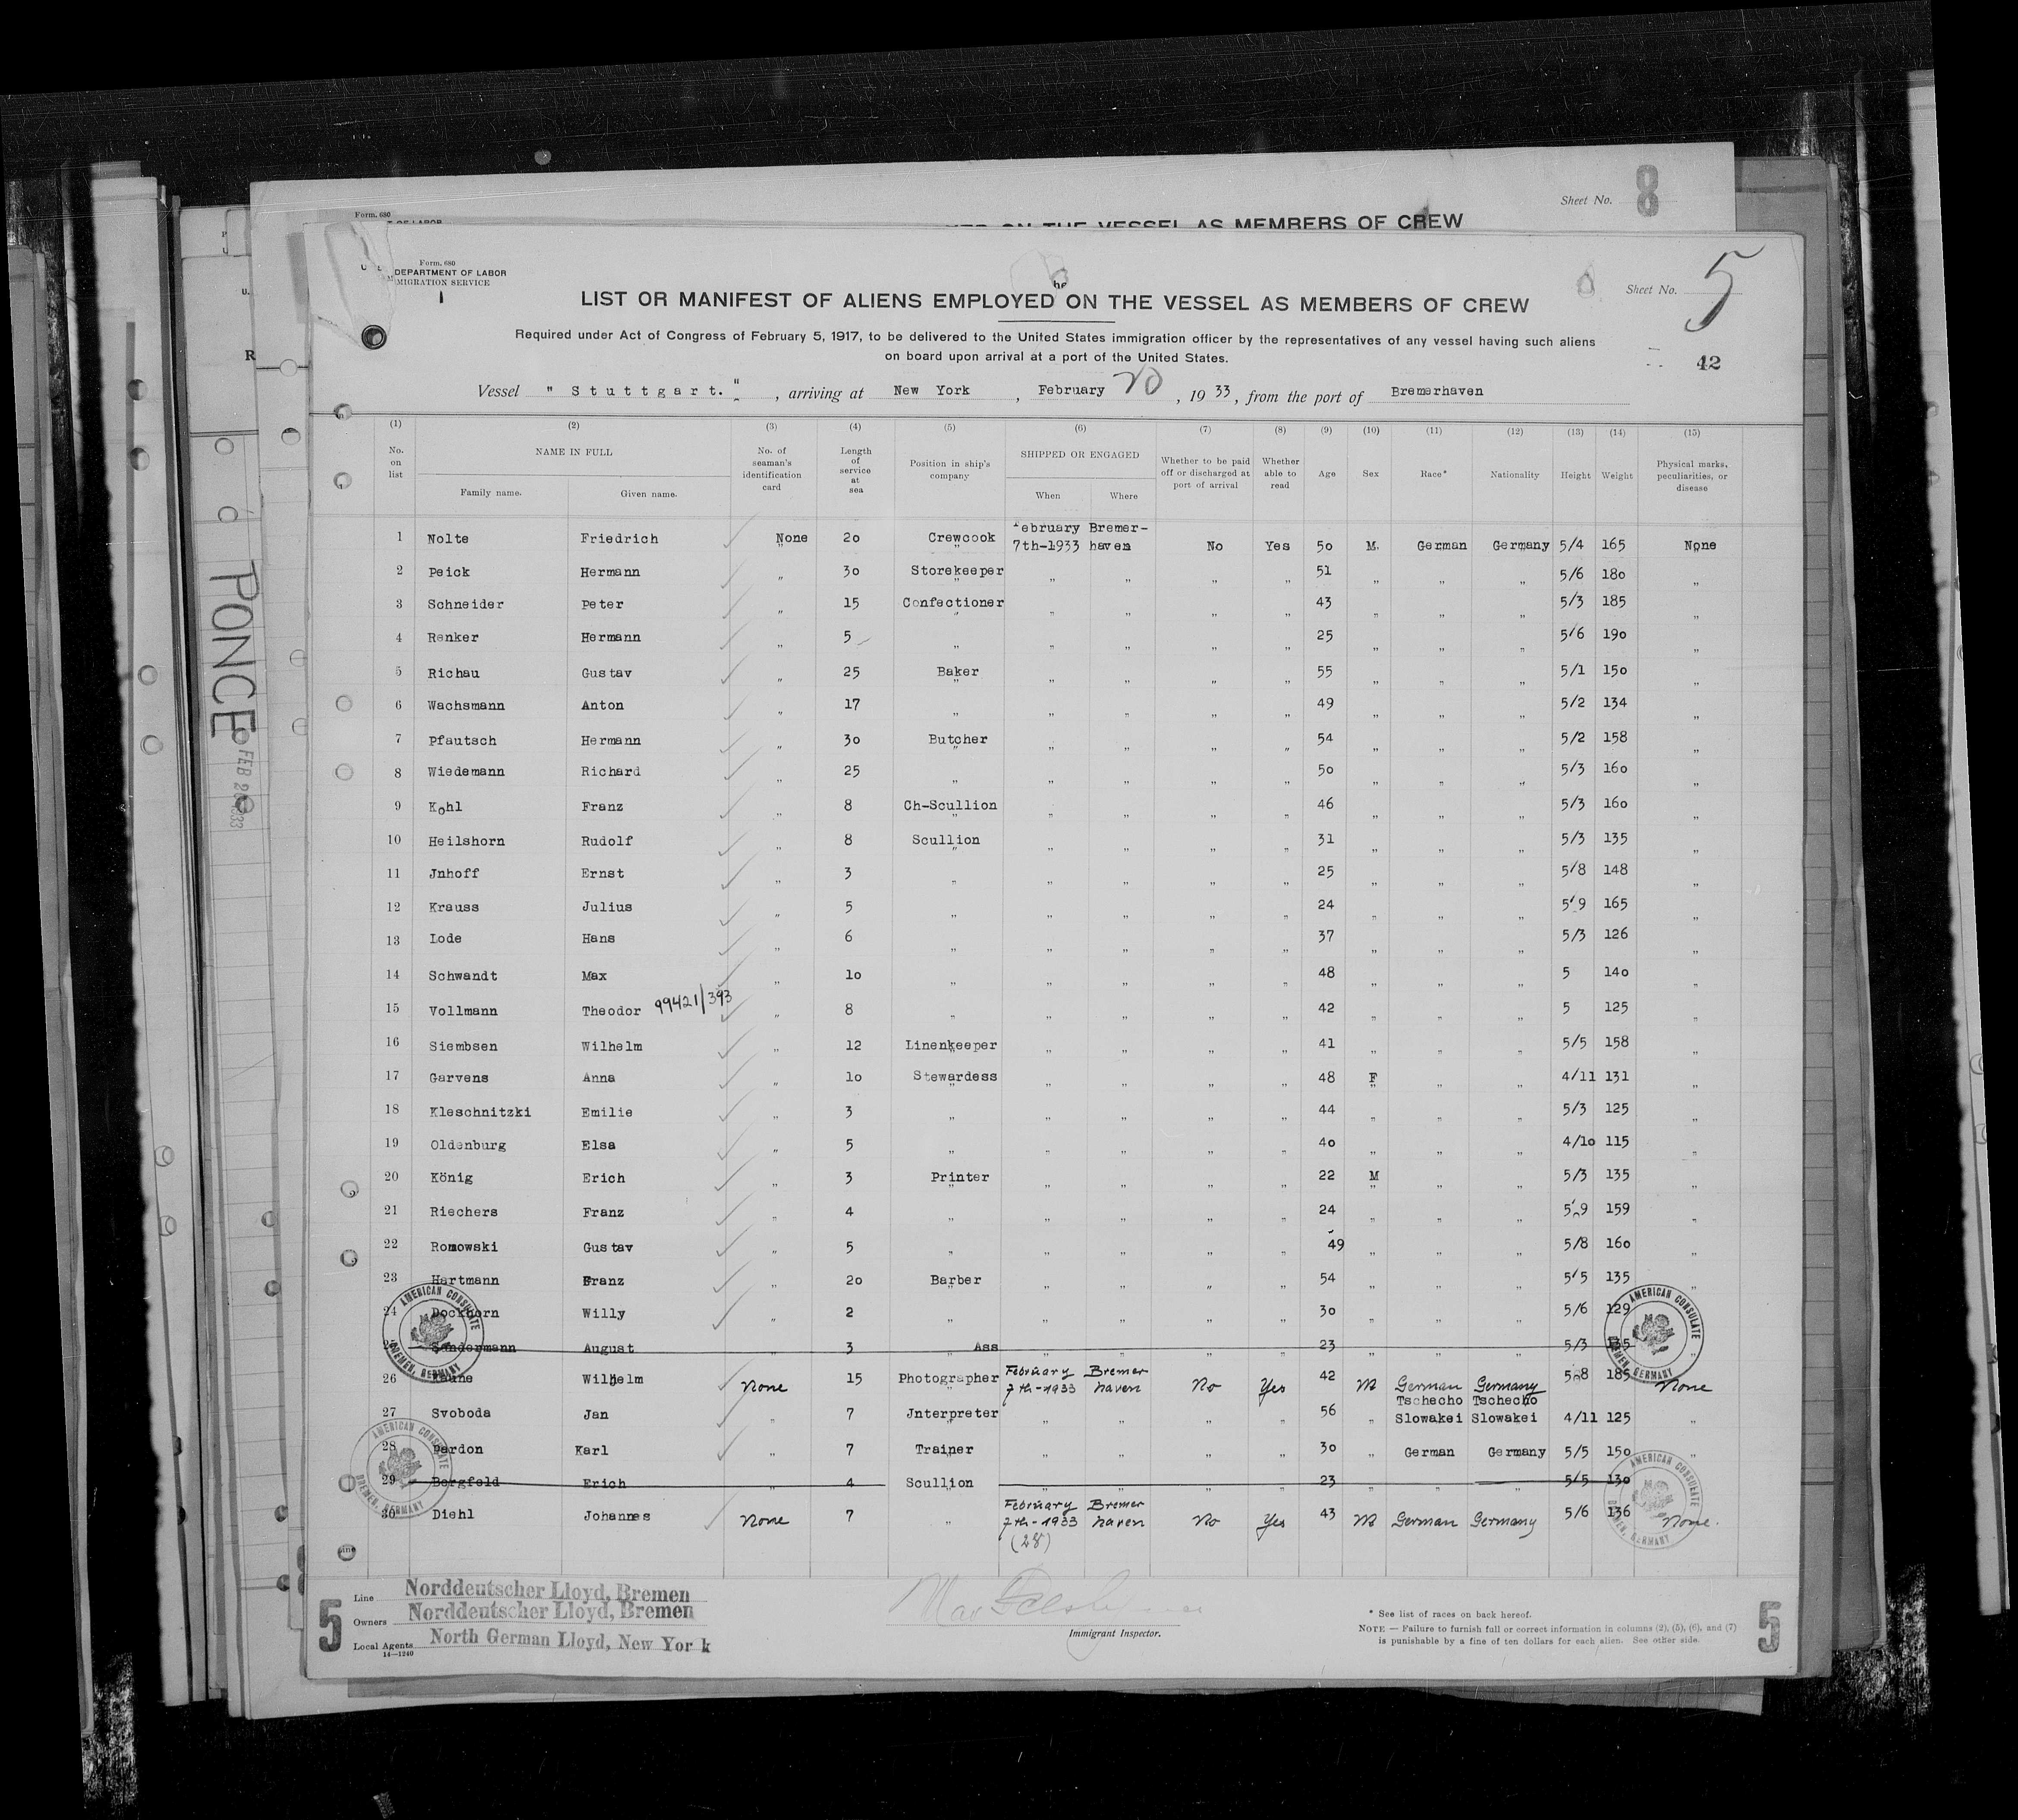 Form. 680
Sheet No. 8
ON THE VESSEL AS MEMBERS OF CREW
PONCE
FEB 20 1933
Form. 680
DEPARTMENT OF LABOR
MIGRATION SERVICE
Sheet No. 5
LIST OR MANIFEST OF ALIENS EMPLOYED ON THE VESSEL AS MEMBERS OF CREW
Required under Act of Congress of February 5, 1917, to be delivered to the United States immigration officer by the representatives of any vessel having such aliens
on board upon arrival at a port of the United States.
42
Vessel "Stuttgart.", arriving at New York, February 20, 1933, from the port of Bremerhaven
(1) (2) (3) (4) (5) (6) (7) (8) (9) (10) (11) (12) (13) (14) (15)
No. on list NAME IN FULL Family name. Given name. No. of seaman's identification card Length of service at sea Position in ship's company SHIPPED OR ENGAGED When Where Whether to be paid off or discharged at port of arrival Whether able to read Age Sex Race* Nationality Height Weight Physical marks, peculiarities, or disease
1 Nolte Friedrich None 20 Crewcook February 7th-1933 Bremer-haven No Yes 50 M. German Germany 5/4 165 None
2 Peick Hermann " 30 Storekeeper " " " " 51 " " " 5/6 180 "
3 Schneider Peter " 15 Confectioner " " " " 43 " " " 5/3 185 "
4 Renker Hermann " 5 " " " " " 25 " " " 5/6 190 "
5 Richau Gustav " 25 Baker " " " " 55 " " " 5/1 150 "
6 Wachsmann Anton " 17 " " " " " 49 " " " 5/2 134 "
7 Pfautsch Hermann " 30 Butcher " " " " 54 " " " 5/2 158 "
8 Wiedemann Richard " 25 " " " " " 50 " " " 5/3 160 "
9 Kohl Franz " 8 Ch-Scullion " " " " 46 " " " 5/3 160 "
10 Heilshorn Rudolf " 8 Scullion " " " " 31 " " " 5/3 135 "
11 Jnhoff Ernst " 3 " " " " " 25 " " " 5/8 148 "
12 Krauss Julius " 5 " " " " " 24 " " " 5/9 165 "
13 Lode Hans " 6 " " " " " 37 " " " 5/3 126 "
14 Schwandt Max " 10 " " " " " 48 " " " 5 140 "
15 Vollmann Theodor 99421/393 " 8 " " " " " 42 " " " 5 125 "
16 Siembsen Wilhelm " 12 Linenkeeper " " " " 41 " " " 5/5 158 "
17 Garvens Anna " 10 Stewardess " " " " 48 F " " 4/11 131 "
18 Kleschnitzki Emilie " 3 " " " " " 44 " " " 5/3 125 "
19 Oldenburg Elsa " 5 " " " " " 40 " " " 4/10 115 "
20 König Erich " 3 Printer " " " " 22 M " " 5/3 135 "
21 Riechers Franz " 4 " " " " " 24 " " " 5/9 159 "
22 Romowski Gustav " 5 " " " " " 49 " " " 5/8 160 "
23 Hartmann Franz " 20 Barber " " " " 54 " " " 5/5 135 "
24 Dockhorn Willy " 2 " " " " " 30 " " " 5/6 129 "
25 Sandermann August " 3 " Ass " " " " 23 " " " 5/3 135 "
26 Wilhelm None 15 Photographer February 7th-1933 Bremer haven No Yes 42 M German Germany 5/8 185 None
27 Svoboda Jan " 7 Jnterpreter " " " " 56 " Tschecho Slowakei Tschecho Slowakei 4/11 125 "
28 Pardon Karl " 7 Trainer " " " " 30 " German Germany 5/5 150 "
29 Bergfeld Erich " 4 Scullion " " " " 23 " " " 5/5 130
30 Diehl Johannes None 7 " February 7th-1933 Bremer haven No Yes 43 M German Germany 5/6 136 None.
(28)
AMERICAN CONSULATE BREMEN, GERMANY
AMERICAN CONSULATE BREMEN, GERMANY
AMERICAN CONSULATE BREMEN, GERMANY
AMERICAN CONSULATE BREMEN, GERMANY
5
Line Norddeutscher Lloyd, Bremen
Owners Norddeutscher Lloyd, Bremen
Local Agents North German Lloyd, New York
14—1240
Immigrant Inspector.
* See list of races on back hereof.
NOTE — Failure to furnish full or correct information in columns (2), (5), (6), and (7)
is punishable by a fine of ten dollars for each alien. See other side.
5